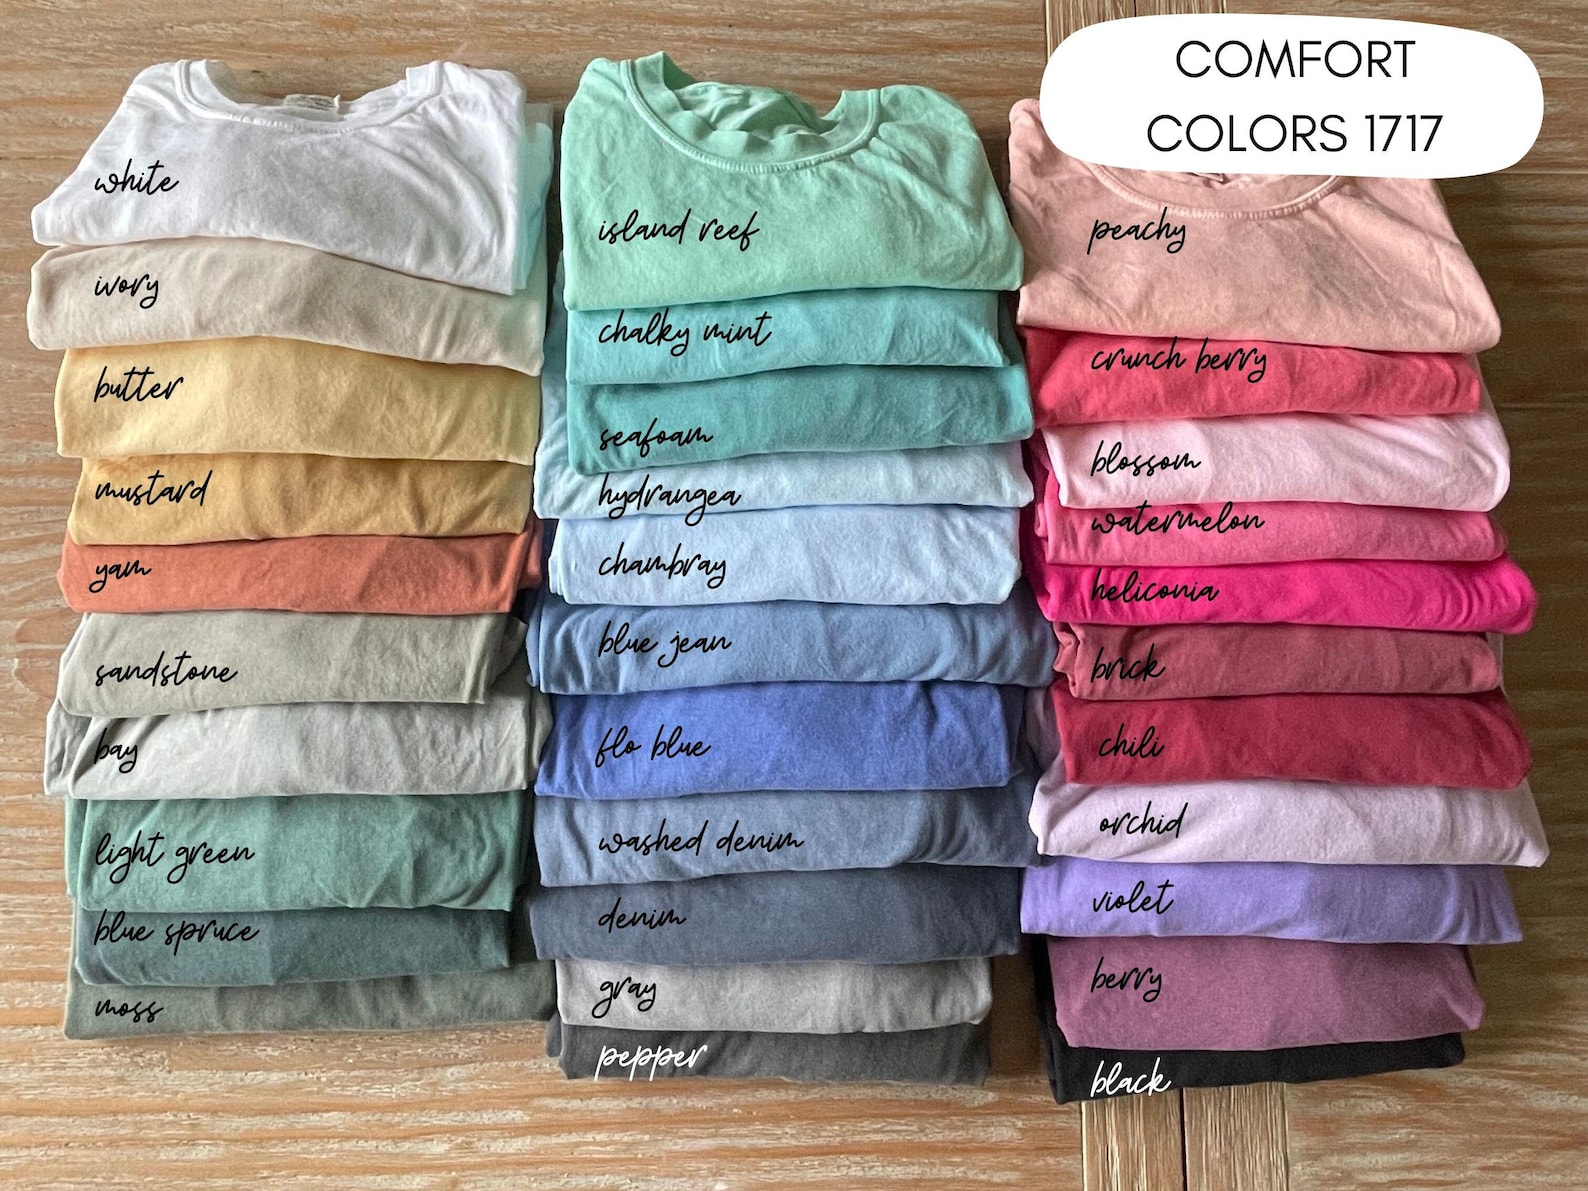 COMFORT
COLORS 1717
white
ivory
butter
mustard
yam
sandstone
bay
light green
blue spruce
moss
island reef
chalky mint
seafoam
hydrangea
chambray
blue jean
flo blue
washed denim
denim
gray
pepper
peachy
crunch berry
blossom
watermelon
heliconia
brick
chili
orchid
violet
berry
black